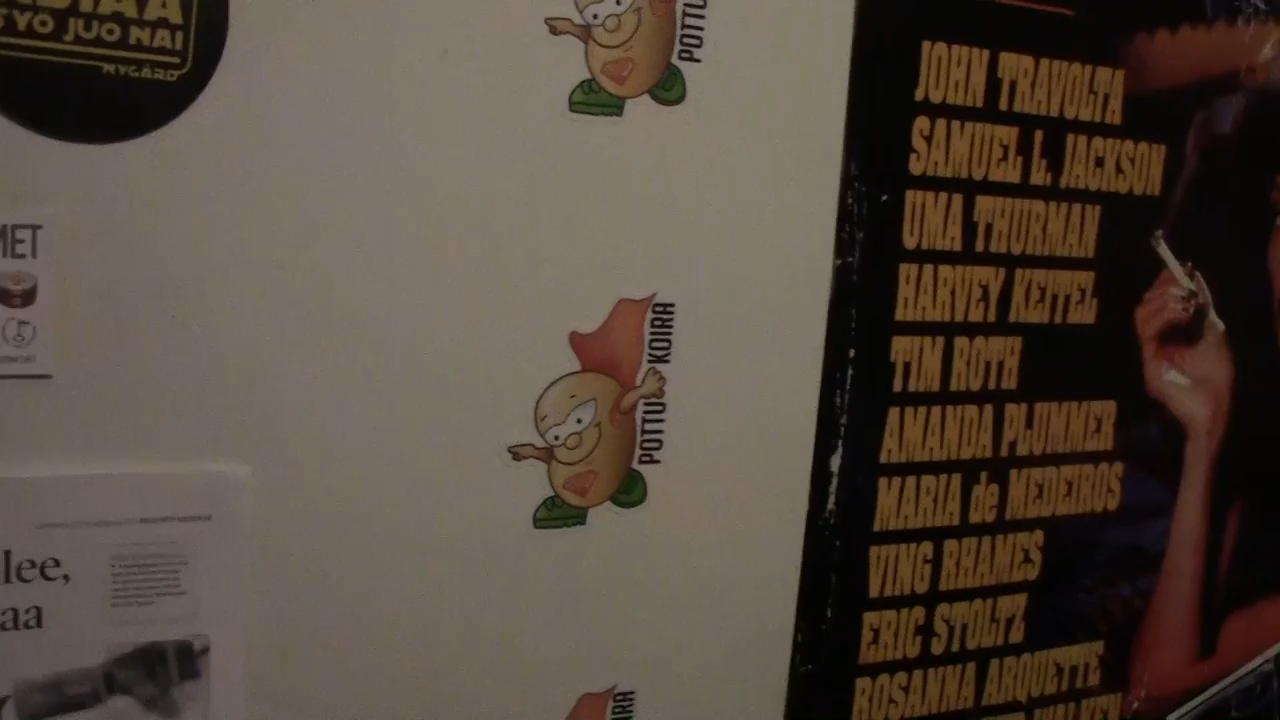 SYÖ JUO NAI
NYGÅRD
MET
lee,
aa
POTTU
POTTU KOIRA
IRA
JOHN TRAVOLTA
SAMUEL L. JACKSON
UMA THURMAN
HARVEY KEITEL
TIM ROTH
AMANDA PLUMMER
MARIA de MEDEIROS
VING RHAMES
ERIC STOLTZ
ROSANNA ARQUETTE